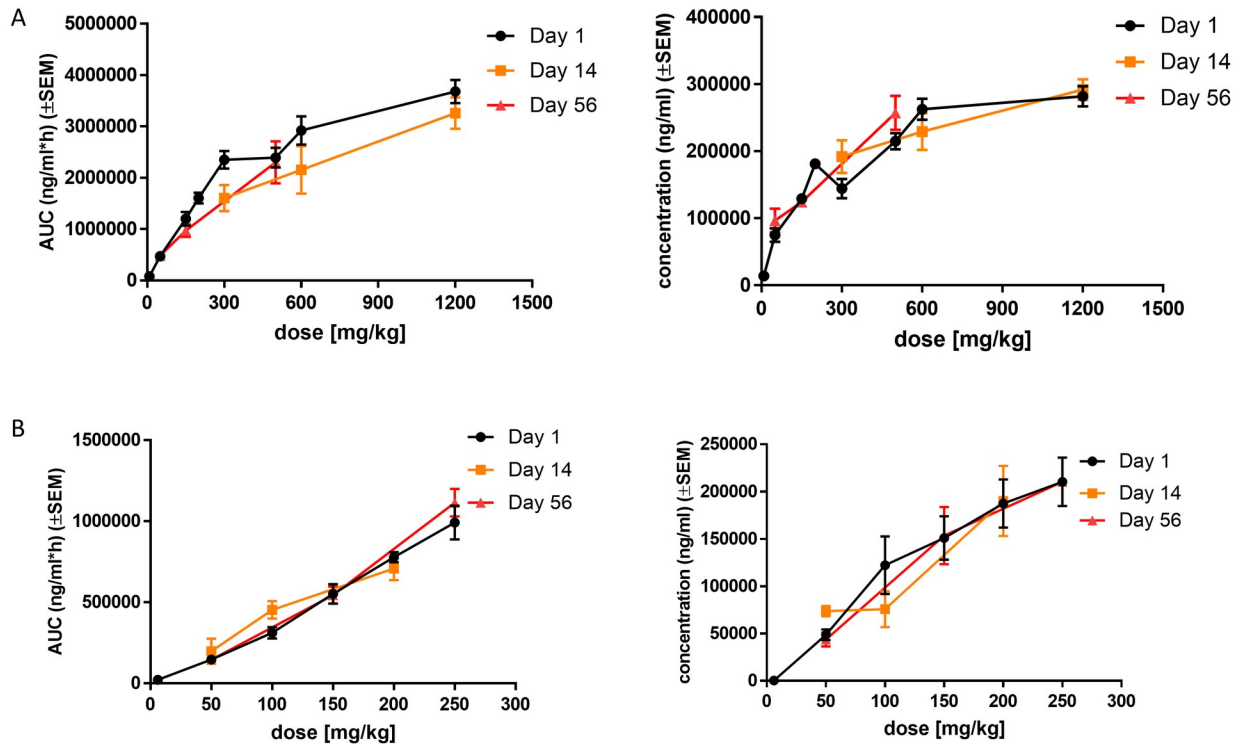 A
AUC (ng/ml*h) (±SEM)
5000000
4000000
3000000
2000000
1000000
0
0 300 600 900 1200 1500
dose [mg/kg]
Day 1
Day 14
Day 56
concentration (ng/ml) (±SEM)
400000
300000
200000
100000
0
0 300 600 900 1200 1500
dose [mg/kg]
Day 1
Day 14
Day 56
B
AUC (ng/ml*h) (±SEM)
1500000
1000000
500000
0
0 50 100 150 200 250 300
dose [mg/kg]
Day 1
Day 14
Day 56
concentration (ng/ml) (±SEM)
250000
200000
150000
100000
50000
0
0 50 100 150 200 250 300
dose [mg/kg]
Day 1
Day 14
Day 56